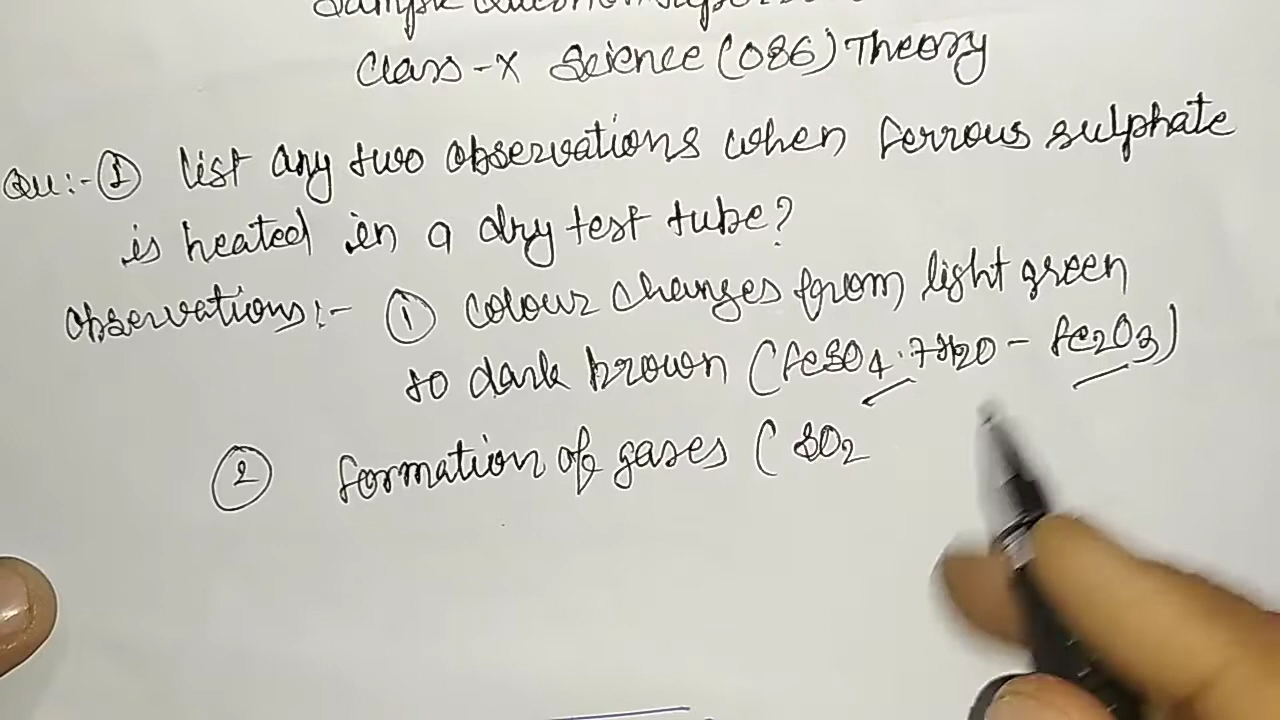 Class-X Science (086) Theory
Qu:- ① List any two observations when ferrous sulphate
is heated in a dry test tube?
Observations:- ① Colour changes from light green
to dark brown (FeSO4.7H2O - Fe2O3)
② Formation of gases ( SO2